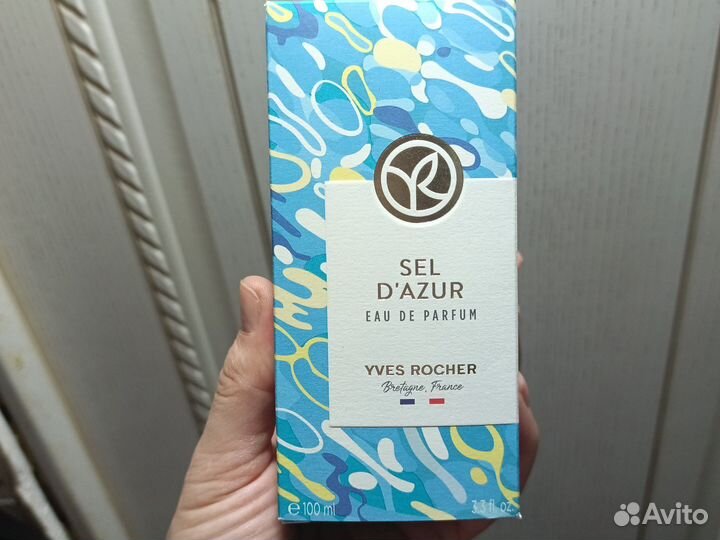 SEL
D'AZUR
EAU DE PARFUM
YVES ROCHER
Bretagne, France
e 100 ml
3.3 fl. oz.
Avito